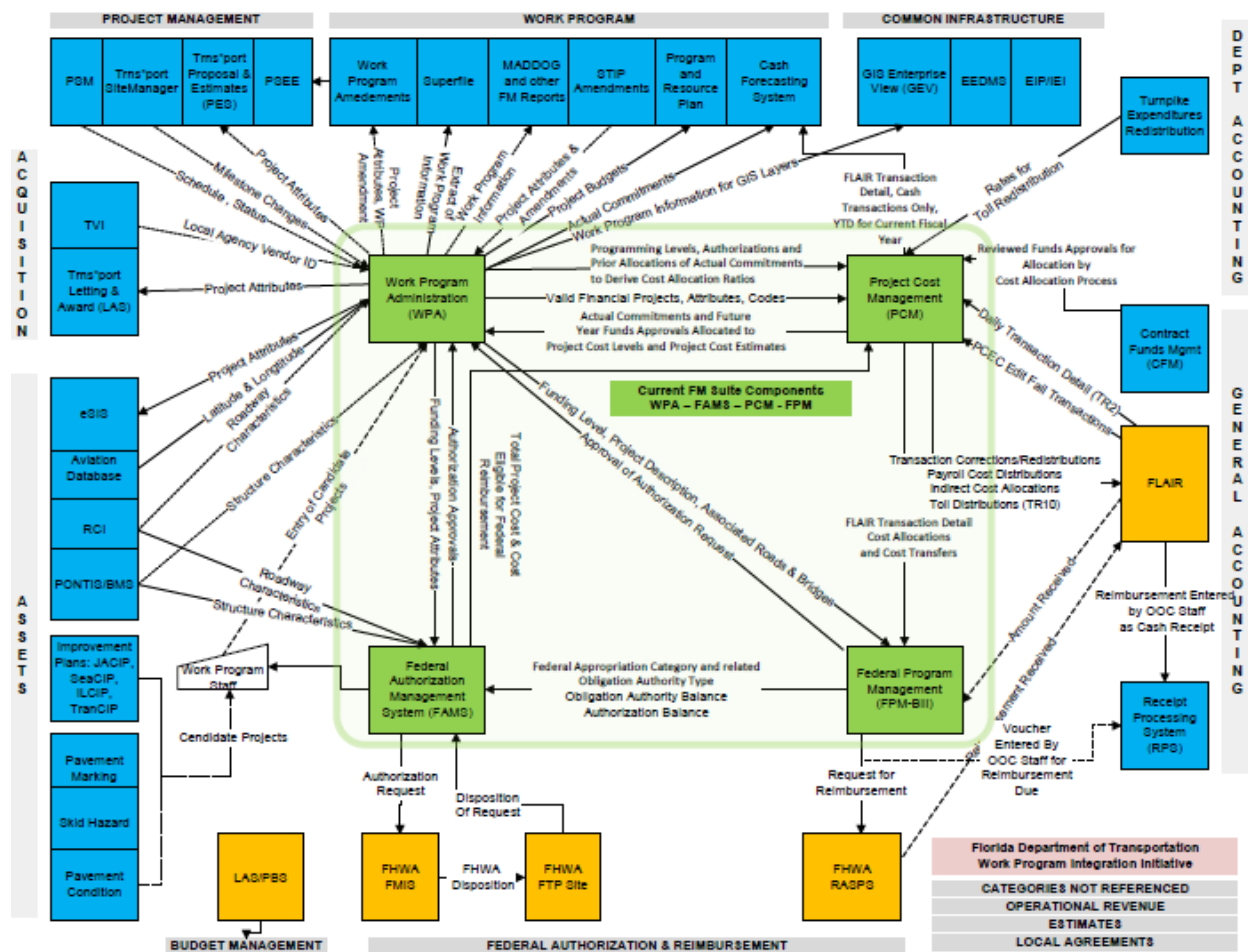 PROJECT MANAGEMENT
WORK PROGRAM
COMMON INFRASTRUCTURE
PSM
Trns*port
SiteManager
Trns*port
Proposal &
Estimates
(PES)
PSEE
Work
Program
Amedements
Superfile
MADDOG
and other
FM Reports
STIP
Amendments
Program
and
Resource
Plan
Cash
Forecasting
System
GIS Enterprise
View (GEV)
EEDMS
EIP/IEI
DEPT ACCOUNTING
Turnpike
Expenditures
Redistribution
ACQUISITION
TVI
Trns*port
Letting &
Award (LAS)
Project Attributes
Milestone Changes
Schedule, Status
Local Agency Vendor ID
Project Attributes
Project
Attributes, WP
Amendment
Extract of
Work Program
Information
Work Program
Information
Project Attributes &
Amendments
Project Budgets
Actual Commitments
Work Program Information for GIS Layers
FLAIR Transaction
Detail, Cash
Transactions Only,
YTD for Current Fiscal
Year
Rates for
Toll Redistribution
Reviewed Funds Approvals for
Allocation by
Cost Allocation Process
Work Program
Administration
(WPA)
Programming Levels, Authorizations and
Prior Allocations of Actual Commitments
to Derive Cost Allocation Ratios
Valid Financial Projects, Attributes, Codes
Actual Commitments and Future
Year Funds Approvals Allocated to
Project Cost Levels and Project Cost Estimates
Project Cost
Management
(PCM)
Contract
Funds Mgmt
(CFM)
Daily Transaction Detail (TR2)
PCEC Edit Fail Transactions
Current FM Suite Components
WPA – FAMS – PCM - FPM
ASSETS
eSIS
Aviation
Database
RCI
PONTIS/BMS
Project Attributes
Latitude & Longitude
Roadway
Characteristics
Structure Characteristics
Entry of Candidate
Projects
Roadway
Characteristics
Structure Characteristics
Funding Levels, Project Attributes
Authorization Approvals
Total Project Cost & Cost
Eligible for Federal
Reimbursement
Funding Level, Project Description, Associated Roads & Bridges
Approval of Authorization Request
Transaction Corrections/Redistributions
Payroll Cost Distributions
Indirect Cost Allocations
Toll Distributions (TR10)
FLAIR Transaction Detail
Cost Allocations
and Cost Transfers
FLAIR
GENERAL ACCOUNTING
Amount Received
Reimbursement Entered
by OOC Staff
as Cash Receipt
Improvement
Plans: JACIP,
SeaCIP,
ILCIP,
TranCIP
Work Program
Staff
Federal
Authorization
Management
System (FAMS)
Federal Appropriation Category and related
Obligation Authority Type
Obligation Authority Balance
Authorization Balance
Federal Program
Management
(FPM-Bill)
Receipt
Processing
System
(RPS)
Candidate Projects
Pavement
Marking
Skid Hazard
Pavement
Condition
Authorization
Request
Disposition
Of Request
Request for
Reimbursement
Voucher
Entered By
OOC Staff for
Reimbursement
Due
LAS/PBS
FHWA
FMIS
FHWA
Disposition
FHWA
FTP Site
FHWA
RASPS
Florida Department of Transportation
Work Program Integration Initiative
CATEGORIES NOT REFERENCED
OPERATIONAL REVENUE
ESTIMATES
LOCAL AGREEMENTS
BUDGET MANAGEMENT
FEDERAL AUTHORIZATION & REIMBURSEMENT